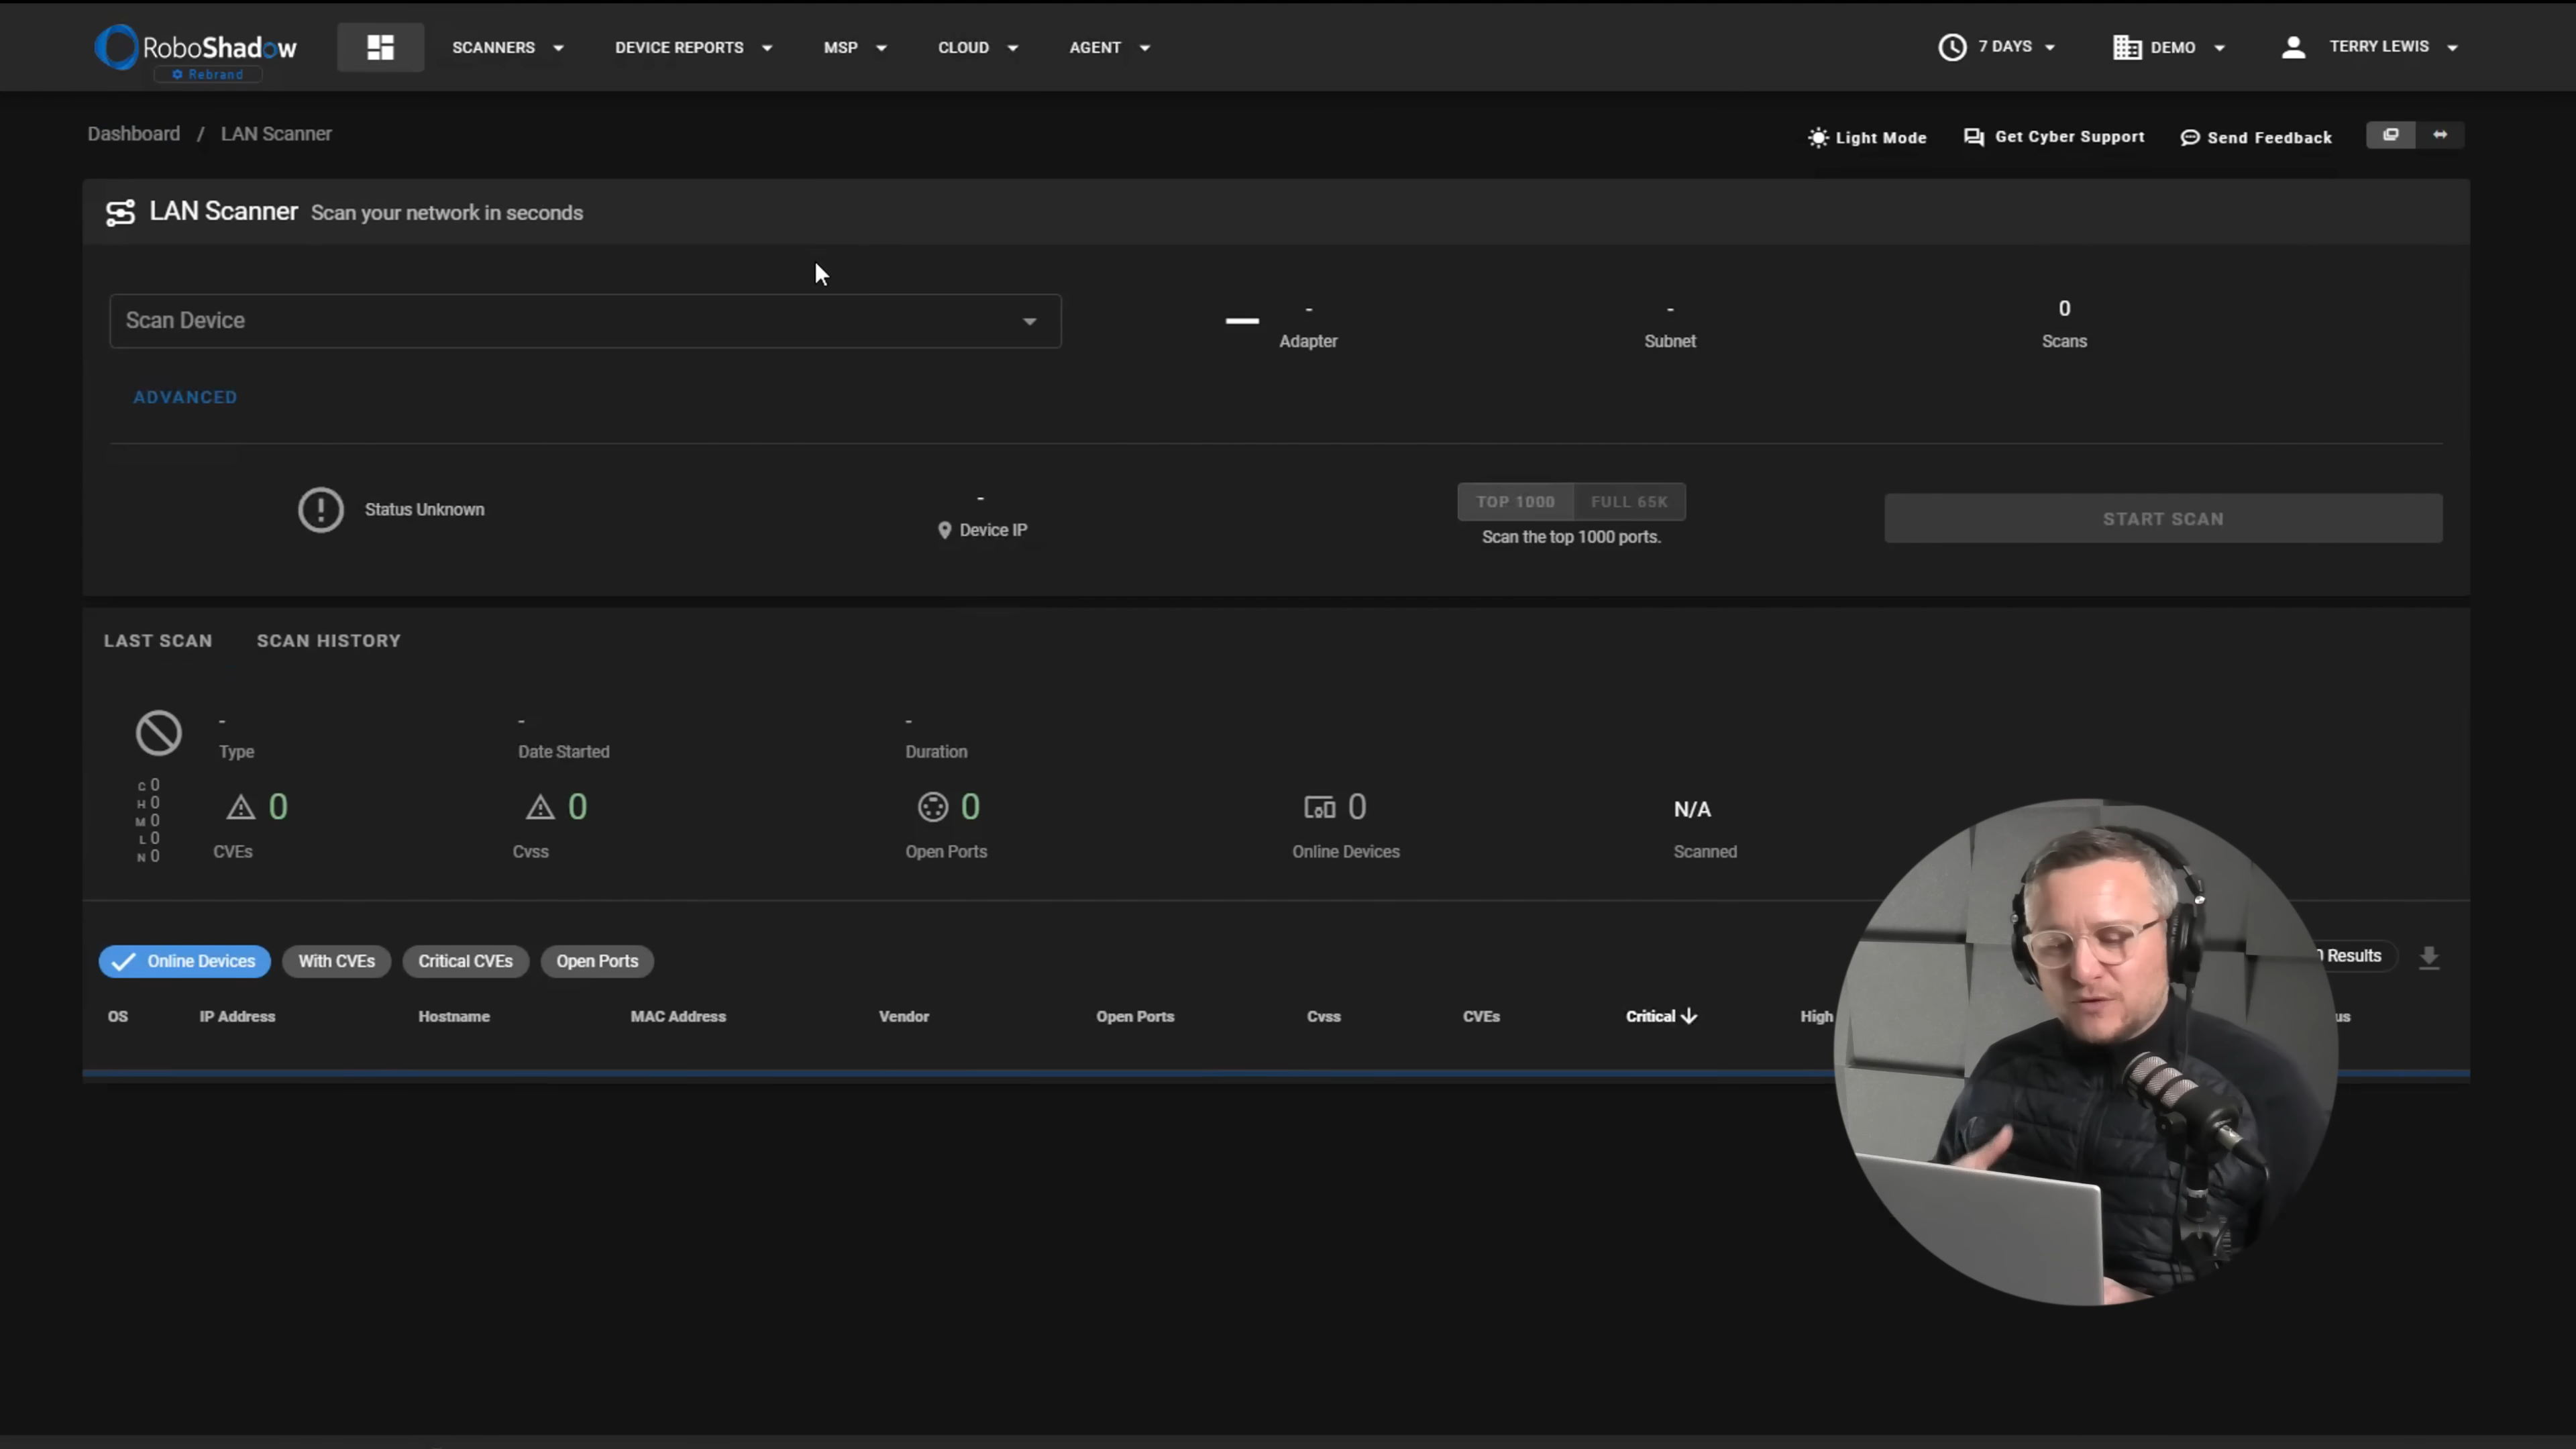 RoboShadow
Rebrand
SCANNERS
DEVICE REPORTS
MSP
CLOUD
AGENT
7 DAYS
DEMO
TERRY LEWIS
Dashboard / LAN Scanner
Light Mode
Get Cyber Support
Send Feedback
LAN Scanner Scan your network in seconds
Scan Device
-
Adapter
-
Subnet
0
Scans
ADVANCED
Status Unknown
-
Device IP
TOP 1000 FULL 65K
Scan the top 1000 ports.
START SCAN
LAST SCAN SCAN HISTORY
-
Type
-
Date Started
-
Duration
C 0
H 0
M 0
L 0
N 0
0
CVEs
0
Cvss
0
Open Ports
0
Online Devices
N/A
Scanned
Online Devices With CVEs Critical CVEs Open Ports
Results
OS IP Address Hostname MAC Address Vendor Open Ports Cvss CVEs Critical High